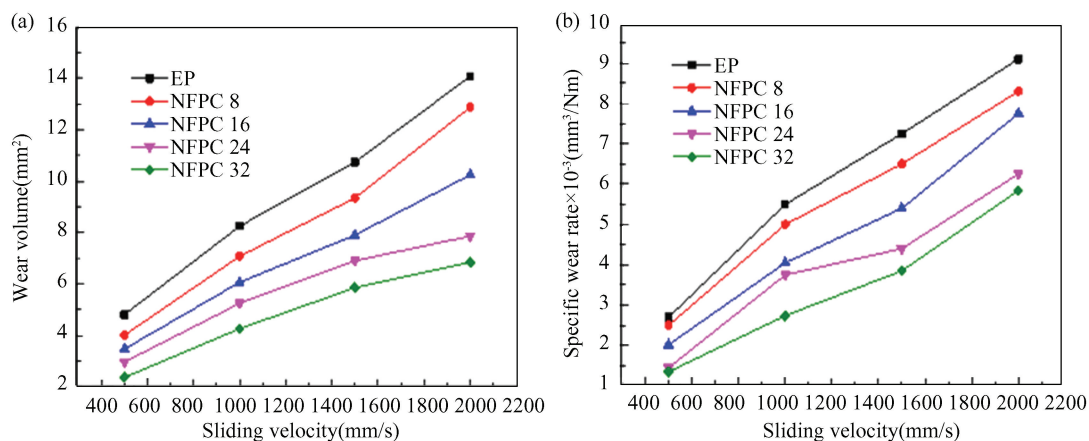 (a)
16
14
12
10
8
6
4
2
Wear volume(mm²)
EP
NFPC 8
NFPC 16
NFPC 24
NFPC 32
400 600 800 1000 1200 1400 1600 1800 2000 2200
Sliding velocity(mm/s)
(b)
10
9
8
7
6
5
4
3
2
1
Specific wear rate×10⁻³(mm³/Nm)
EP
NFPC 8
NFPC 16
NFPC 24
NFPC 32
400 600 800 1000 1200 1400 1600 1800 2000 2200
Sliding velocity(mm/s)